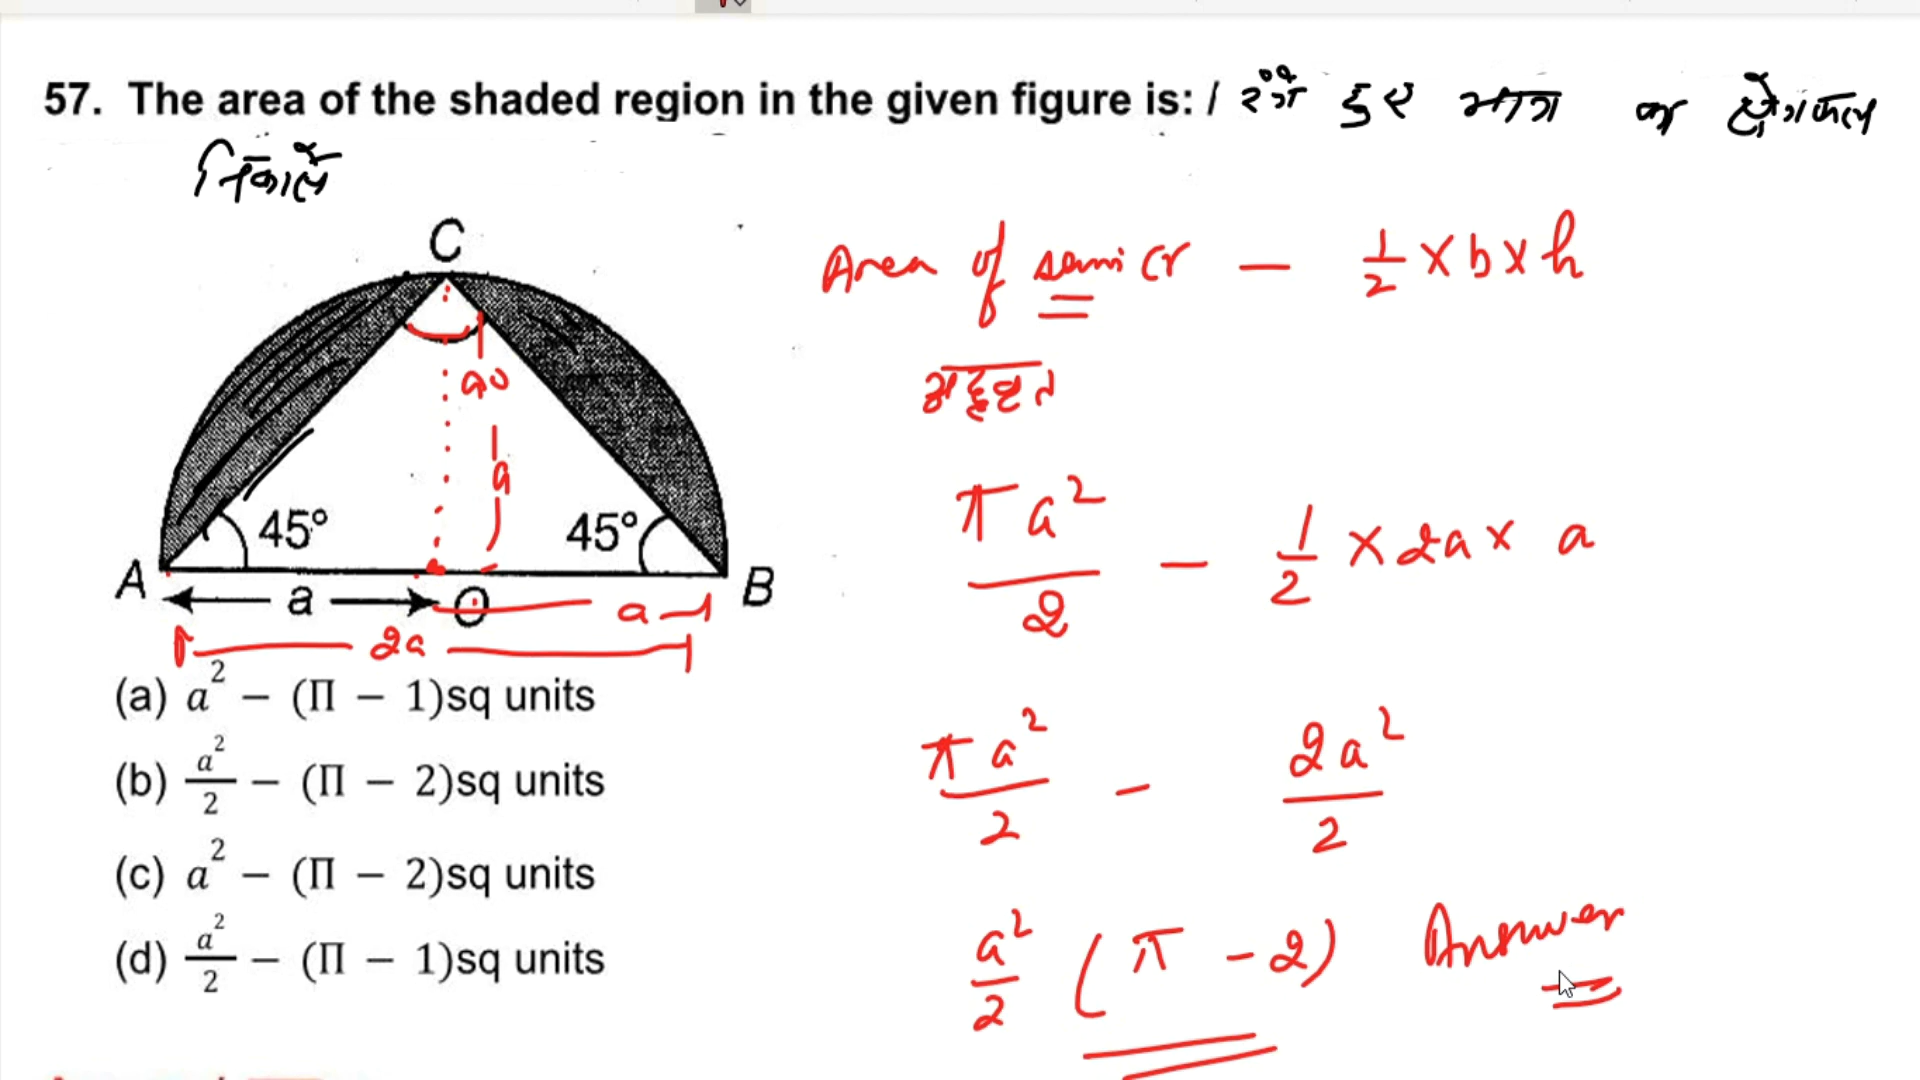 57. The area of the shaded region in the given figure is: / रंगे हुए भाग का क्षेत्रफल
निकालें
C
90
a
45°
45°
A
B
a
O
a
2a
(a) a² − (Π − 1)sq units
(b) a²/2 − (Π − 2)sq units
(c) a² − (Π − 2)sq units
(d) a²/2 − (Π − 1)sq units
Area of semi cr − 1/2 × b × h
πa²/2 − 1/2 × 2a × a
πa²/2 − 2a²/2
a²/2 (π − 2) Answer